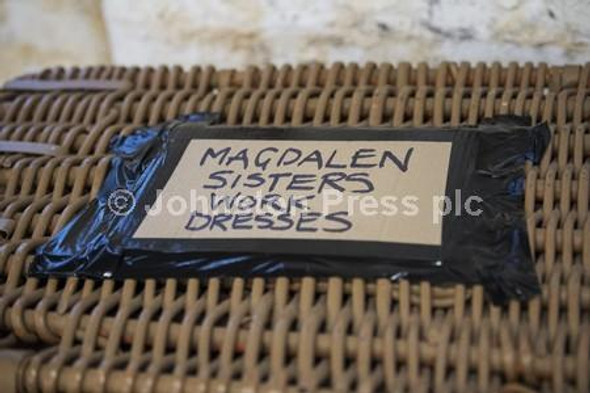 MAGDALEN
SISTERS
WORK
© Johnston Press plc
DRESSES